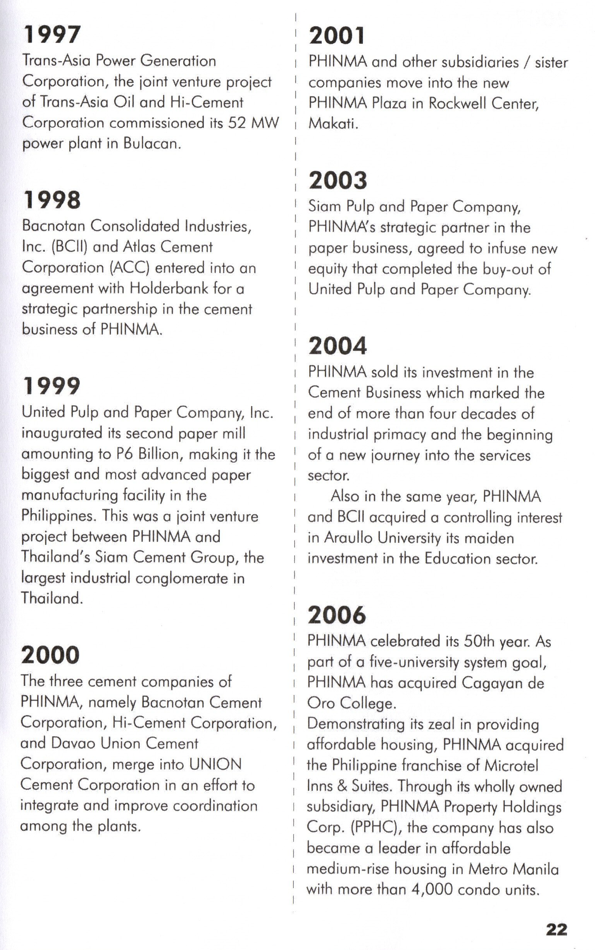 1997
Trans-Asia Power Generation
Corporation, the joint venture project
of Trans-Asia Oil and Hi-Cement
Corporation commissioned its 52 MW
power plant in Bulacan.
1998
Bacnotan Consolidated Industries,
Inc. (BCII) and Atlas Cement
Corporation (ACC) entered into an
agreement with Holderbank for a
strategic partnership in the cement
business of PHINMA.
1999
United Pulp and Paper Company, Inc.
inaugurated its second paper mill
amounting to P6 Billion, making it the
biggest and most advanced paper
manufacturing facility in the
Philippines. This was a joint venture
project between PHINMA and
Thailand's Siam Cement Group, the
largest industrial conglomerate in
Thailand.
2000
The three cement companies of
PHINMA, namely Bacnotan Cement
Corporation, Hi-Cement Corporation,
and Davao Union Cement
Corporation, merge into UNION
Cement Corporation in an effort to
integrate and improve coordination
among the plants.
2001
PHINMA and other subsidiaries / sister
companies move into the new
PHINMA Plaza in Rockwell Center,
Makati.
2003
Siam Pulp and Paper Company,
PHINMA's strategic partner in the
paper business, agreed to infuse new
equity that completed the buy-out of
United Pulp and Paper Company.
2004
PHINMA sold its investment in the
Cement Business which marked the
end of more than four decades of
industrial primacy and the beginning
of a new journey into the services
sector.
Also in the same year, PHINMA
and BCII acquired a controlling interest
in Araullo University its maiden
investment in the Education sector.
2006
PHINMA celebrated its 50th year. As
part of a five-university system goal,
PHINMA has acquired Cagayan de
Oro College.
Demonstrating its zeal in providing
affordable housing, PHINMA acquired
the Philippine franchise of Microtel
Inns & Suites. Through its wholly owned
subsidiary, PHINMA Property Holdings
Corp. (PPHC), the company has also
become a leader in affordable
medium-rise housing in Metro Manila
with more than 4,000 condo units.
22